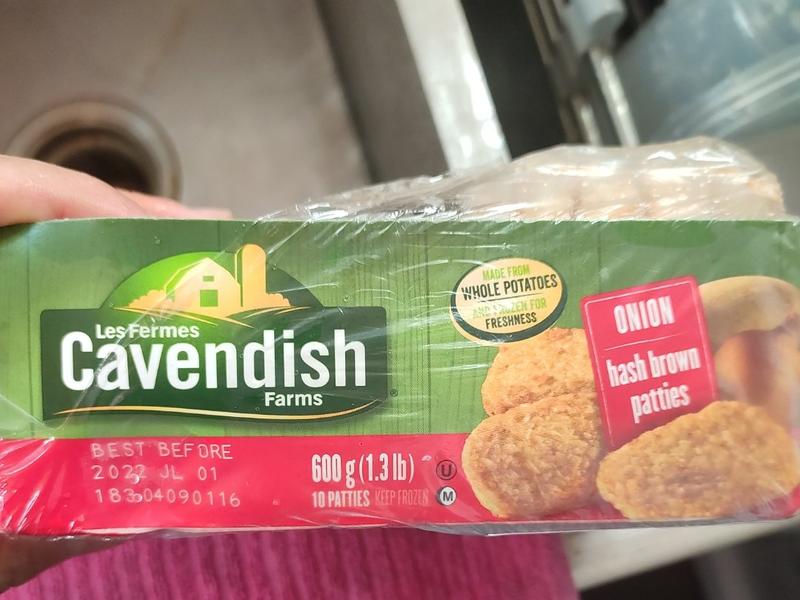 Les Fermes
Cavendish
Farms
MADE FROM
WHOLE POTATOES
AND FROZEN FOR
FRESHNESS
ONION
hash brown
patties
BEST BEFORE
2022 JL 01
183 04090116
600 g (1.3 lb)
10 PATTIES KEEP FROZEN
U
M